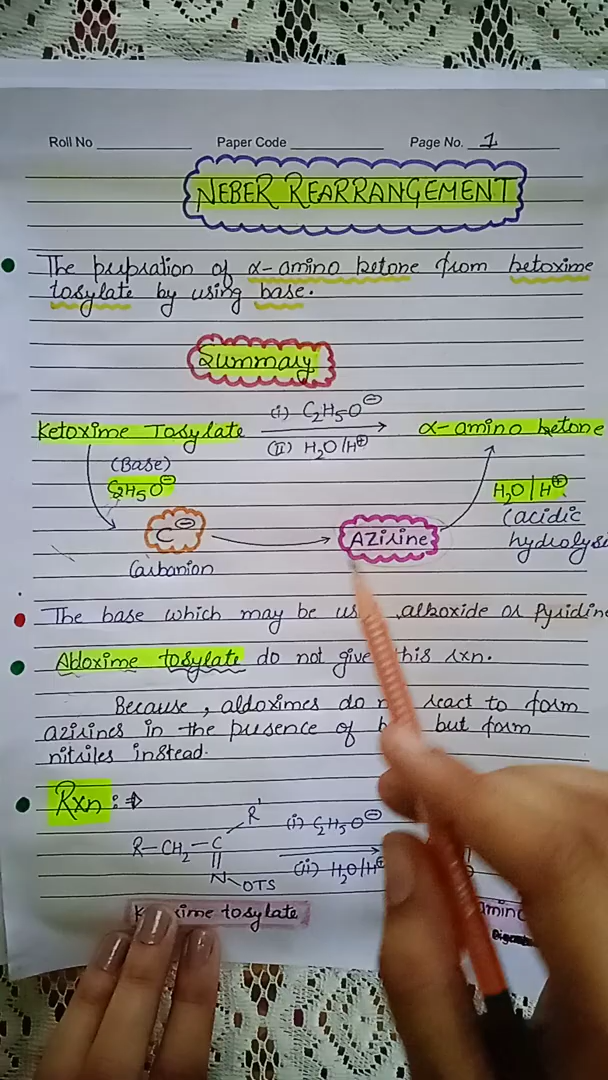 Roll No Paper Code Page No. 1
NEBER REARRANGEMENT
The prepration of α-amino ketone from ketoxime
tosylate by using base.
Summary
Ketoxime Tosylate (i) C2H5O⊖ (II) H2O/H⊕ α-amino ketone
(Base)
C2H5O⊖
H2O/H⊕
(acidic
C⊖ Azirine hydrolysi
Carbanion
The base which may be us alkoxide or Pyridine
Aldoxime tosylate do not give this rxn.
Because, aldoximes do react to form
azirines in the presence of but form
nitriles instead.
Rxn:⇒
R' (i) C2H5O⊖
R-CH2-C
(ii) H2O/H⊕
N-OTS
tosylate amino